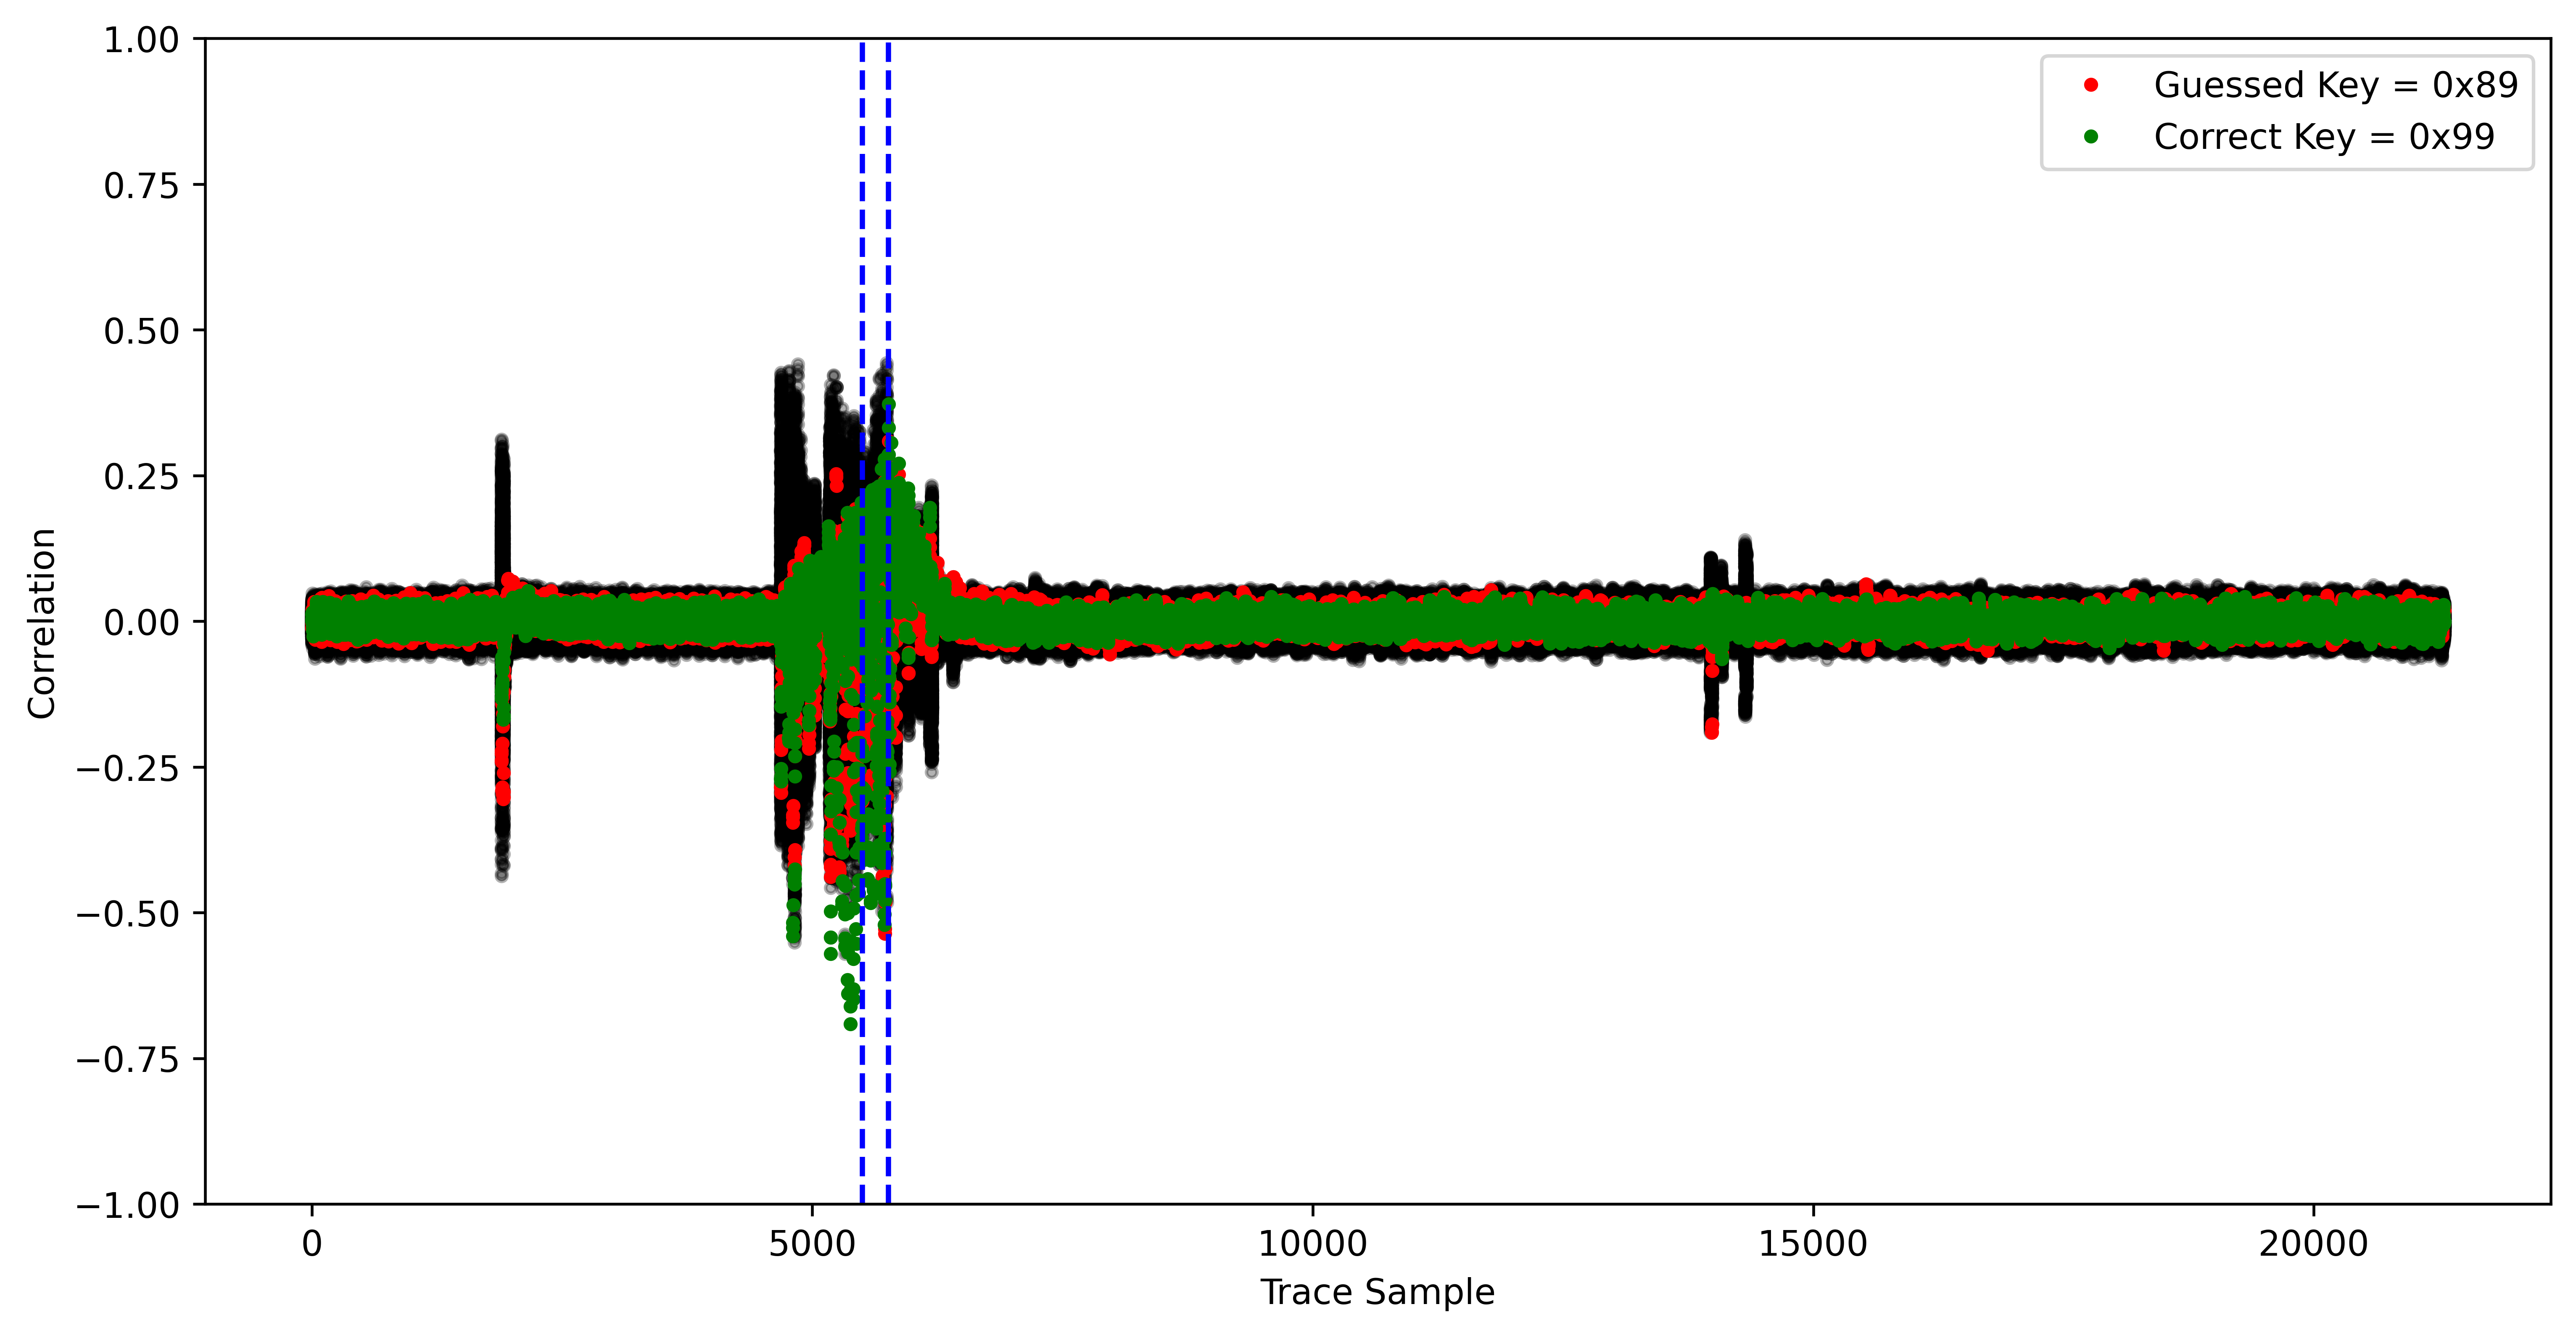 1.00
0.75
0.50
0.25
0.00
−0.25
−0.50
−0.75
−1.00
Correlation
Guessed Key = 0x89
Correct Key = 0x99
0 5000 10000 15000 20000
Trace Sample